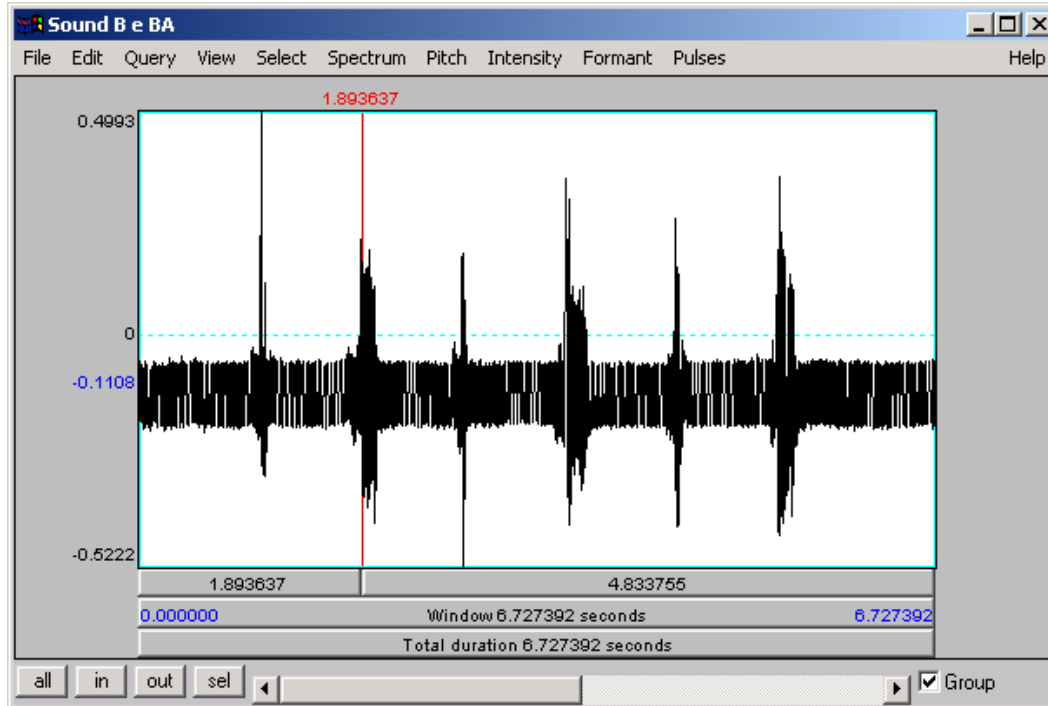 Sound B e BA
File Edit Query View Select Spectrum Pitch Intensity Formant Pulses Help
1.893637
0.4993
0
-0.1108
-0.5222
1.893637 4.833755
0.000000 Window 6.727392 seconds 6.727392
Total duration 6.727392 seconds
all in out sel Group